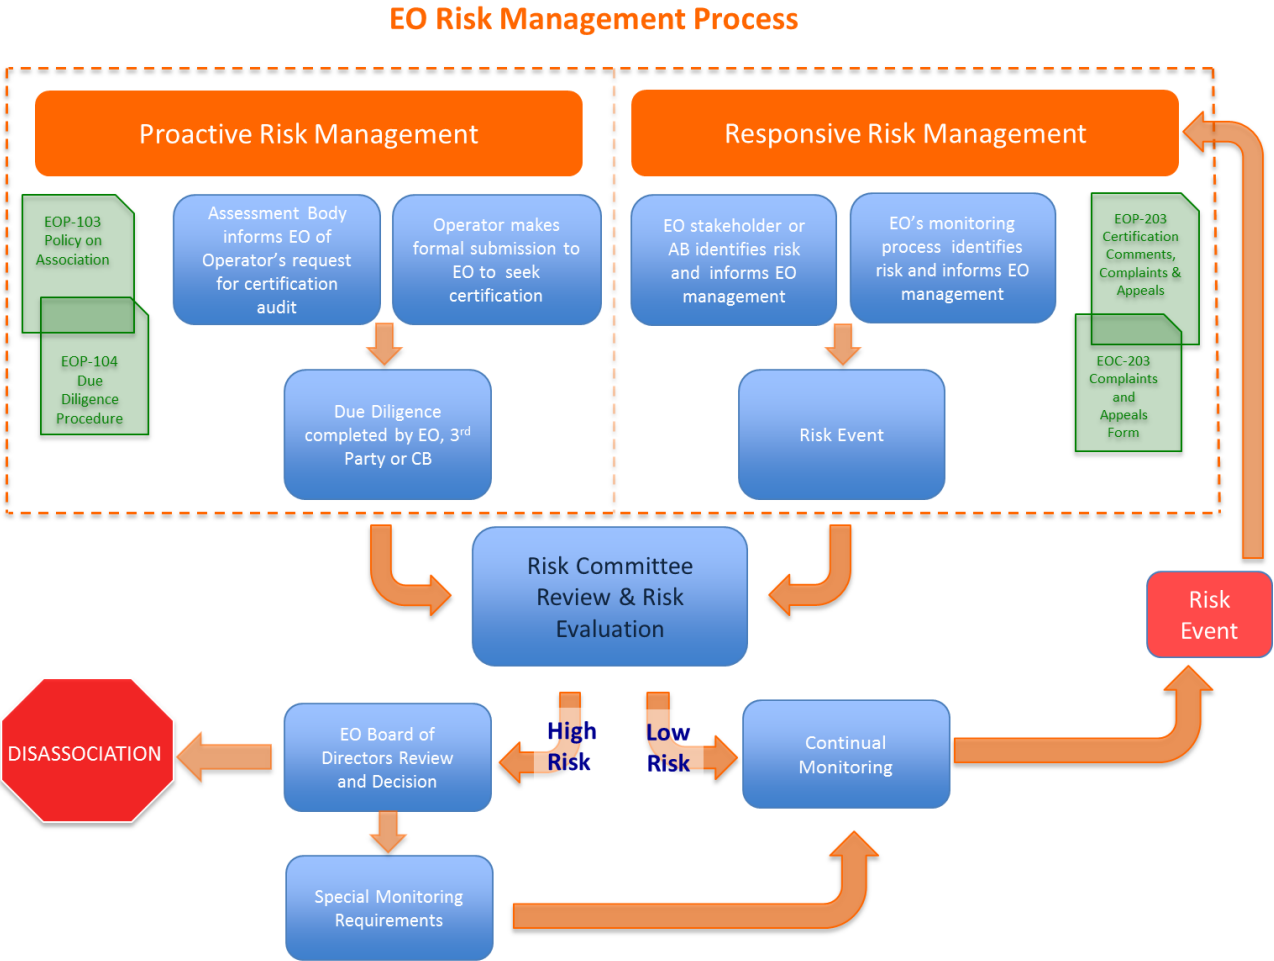 EO Risk Management Process
Proactive Risk Management
Responsive Risk Management
EOP-103
Policy on
Association
EOP-104
Due
Diligence
Procedure
Assessment Body
informs EO of
Operator's request
for certification
audit
Operator makes
formal submission to
EO to seek
certification
Due Diligence
completed by EO, 3rd
Party or CB
EO stakeholder or
AB identifies risk
and informs EO
management
EO's monitoring
process identifies
risk and informs EO
management
Risk Event
EOP-203
Certification
Comments,
Complaints &
Appeals
EOC-203
Complaints
and
Appeals
Form
Risk Committee
Review & Risk
Evaluation
Risk
Event
High
Risk
Low
Risk
DISASSOCIATION
EO Board of
Directors Review
and Decision
Continual
Monitoring
Special Monitoring
Requirements